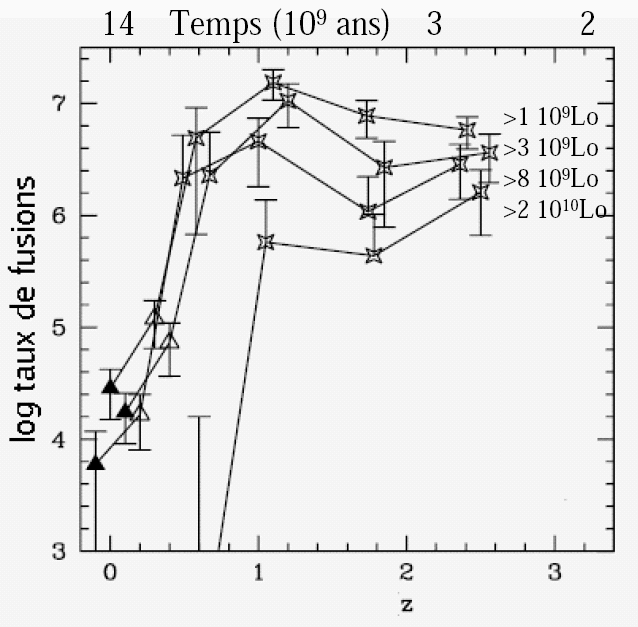 14 Temps (10⁹ ans) 3 2
log taux de fusions
7
6
5
4
3
>1 10⁹Lo
>3 10⁹Lo
>8 10⁹Lo
>2 10¹⁰Lo
0 1 2 3
z